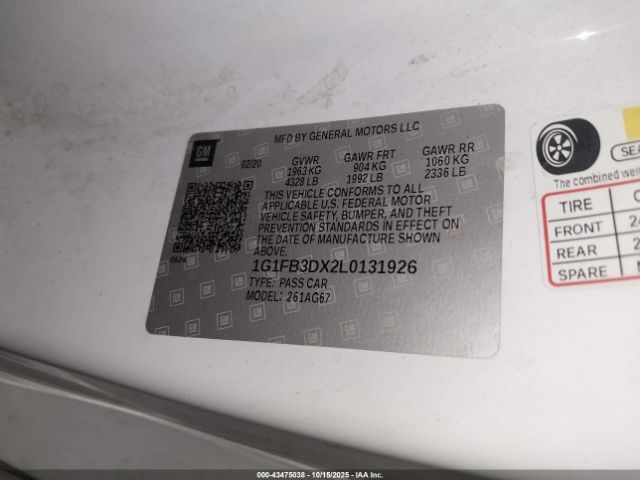 MFD BY GENERAL MOTORS LLC
GM
02/20
GVWR GAWR FRT GAWR RR
1963 KG 904 KG 1060 KG
4328 LB 1992 LB 2336 LB
THIS VEHICLE CONFORMS TO ALL
APPLICABLE U.S. FEDERAL MOTOR
VEHICLE SAFETY, BUMPER, AND THEFT
PREVENTION STANDARDS IN EFFECT ON
THE DATE OF MANUFACTURE SHOWN
ABOVE.
1G1FB3DX2L0131926
TYPE: PASS CAR
MODEL: 261AG67
SEA
The combined wei
TIRE
FRONT 24
REAR 2
SPARE
000-43475038 - 10/15/2025 - IAA Inc.